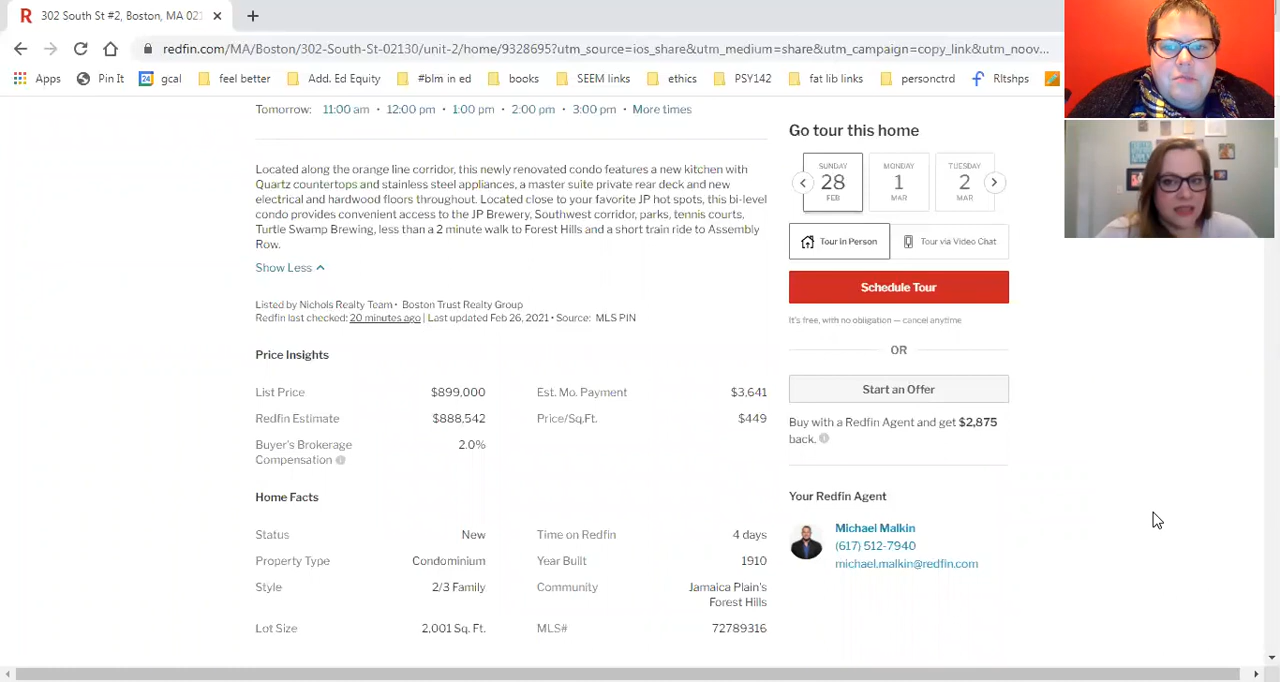 302 South St #2, Boston, MA 021
redfin.com/MA/Boston/302-South-St-02130/unit-2/home/9328695?utm_source=ios_share&utm_medium=share&utm_campaign=copy_link&utm_noov...
Apps Pin It gcal feel better Add. Ed Equity #blm in ed books SEEM links ethics PSY142 fat lib links personctrd Rltshps
Tomorrow: 11:00 am • 12:00 pm • 1:00 pm • 2:00 pm • 3:00 pm • More times
Located along the orange line corridor, this newly renovated condo features a new kitchen with
Quartz countertops and stainless steel appliances, a master suite private rear deck and new
electrical and hardwood floors throughout. Located close to your favorite JP hot spots, this bi-level
condo provides convenient access to the JP Brewery, Southwest corridor, parks, tennis courts,
Turtle Swamp Brewing, less than a 2 minute walk to Forest Hills and a short train ride to Assembly
Row.
Show Less
Listed by Nichols Realty Team • Boston Trust Realty Group
Redfin last checked: 20 minutes ago | Last updated Feb 26, 2021 • Source: MLS PIN
Price Insights
List Price $899,000 Est. Mo. Payment $3,641
Redfin Estimate $888,542 Price/Sq.Ft. $449
Buyer's Brokerage 2.0%
Compensation
Home Facts
Status New Time on Redfin 4 days
Property Type Condominium Year Built 1910
Style 2/3 Family Community Jamaica Plain's
Forest Hills
Lot Size 2,001 Sq. Ft. MLS# 72789316
Go tour this home
SUNDAY MONDAY TUESDAY
28 1 2
FEB MAR MAR
Tour in Person Tour via Video Chat
Schedule Tour
It's free, with no obligation — cancel anytime
OR
Start an Offer
Buy with a Redfin Agent and get $2,875
back.
Your Redfin Agent
Michael Malkin
(617) 512-7940
michael.malkin@redfin.com